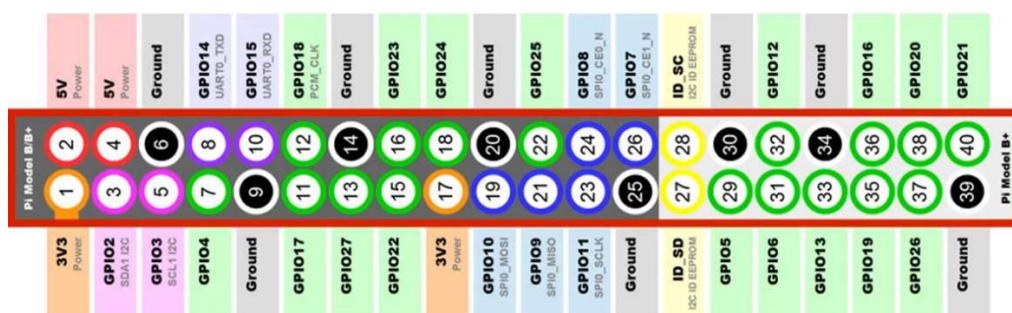 5V
Power
5V
Power
Ground
GPIO14
UART0_TXD
GPIO15
UART0_RXD
GPIO18
PCM_CLK
Ground
GPIO23
GPIO24
Ground
GPIO25
GPIO8
SPI0_CE0_N
GPIO7
SPI0_CE1_N
ID_SC
I2C ID EEPROM
Ground
GPIO12
Ground
GPIO16
GPIO20
GPIO21
Pi Model B/B+
2 4 6 8 10 12 14 16 18 20 22 24 26 28 30 32 34 36 38 40
1 3 5 7 9 11 13 15 17 19 21 23 25 27 29 31 33 35 37 39
Pi Model B+
3V3
Power
GPIO2
SDA1 I2C
GPIO3
SCL1 I2C
GPIO4
Ground
GPIO17
GPIO27
GPIO22
3V3
Power
GPIO10
SPI0_MOSI
GPIO9
SPI0_MISO
GPIO11
SPI0_SCLK
Ground
ID_SD
I2C ID EEPROM
GPIO5
GPIO6
GPIO13
GPIO19
GPIO26
Ground